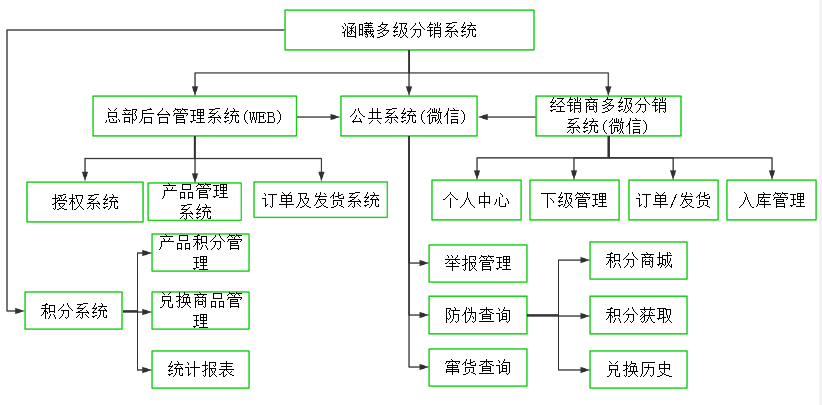 涵曦多级分销系统
总部后台管理系统(WEB)
公共系统(微信)
经销商多级分销
系统(微信)
授权系统
产品管理
系统
订单及发货系统
个人中心
下级管理
订单/发货
入库管理
产品积分管
理
举报管理
积分商城
积分系统
兑换商品管
理
防伪查询
积分获取
统计报表
窜货查询
兑换历史